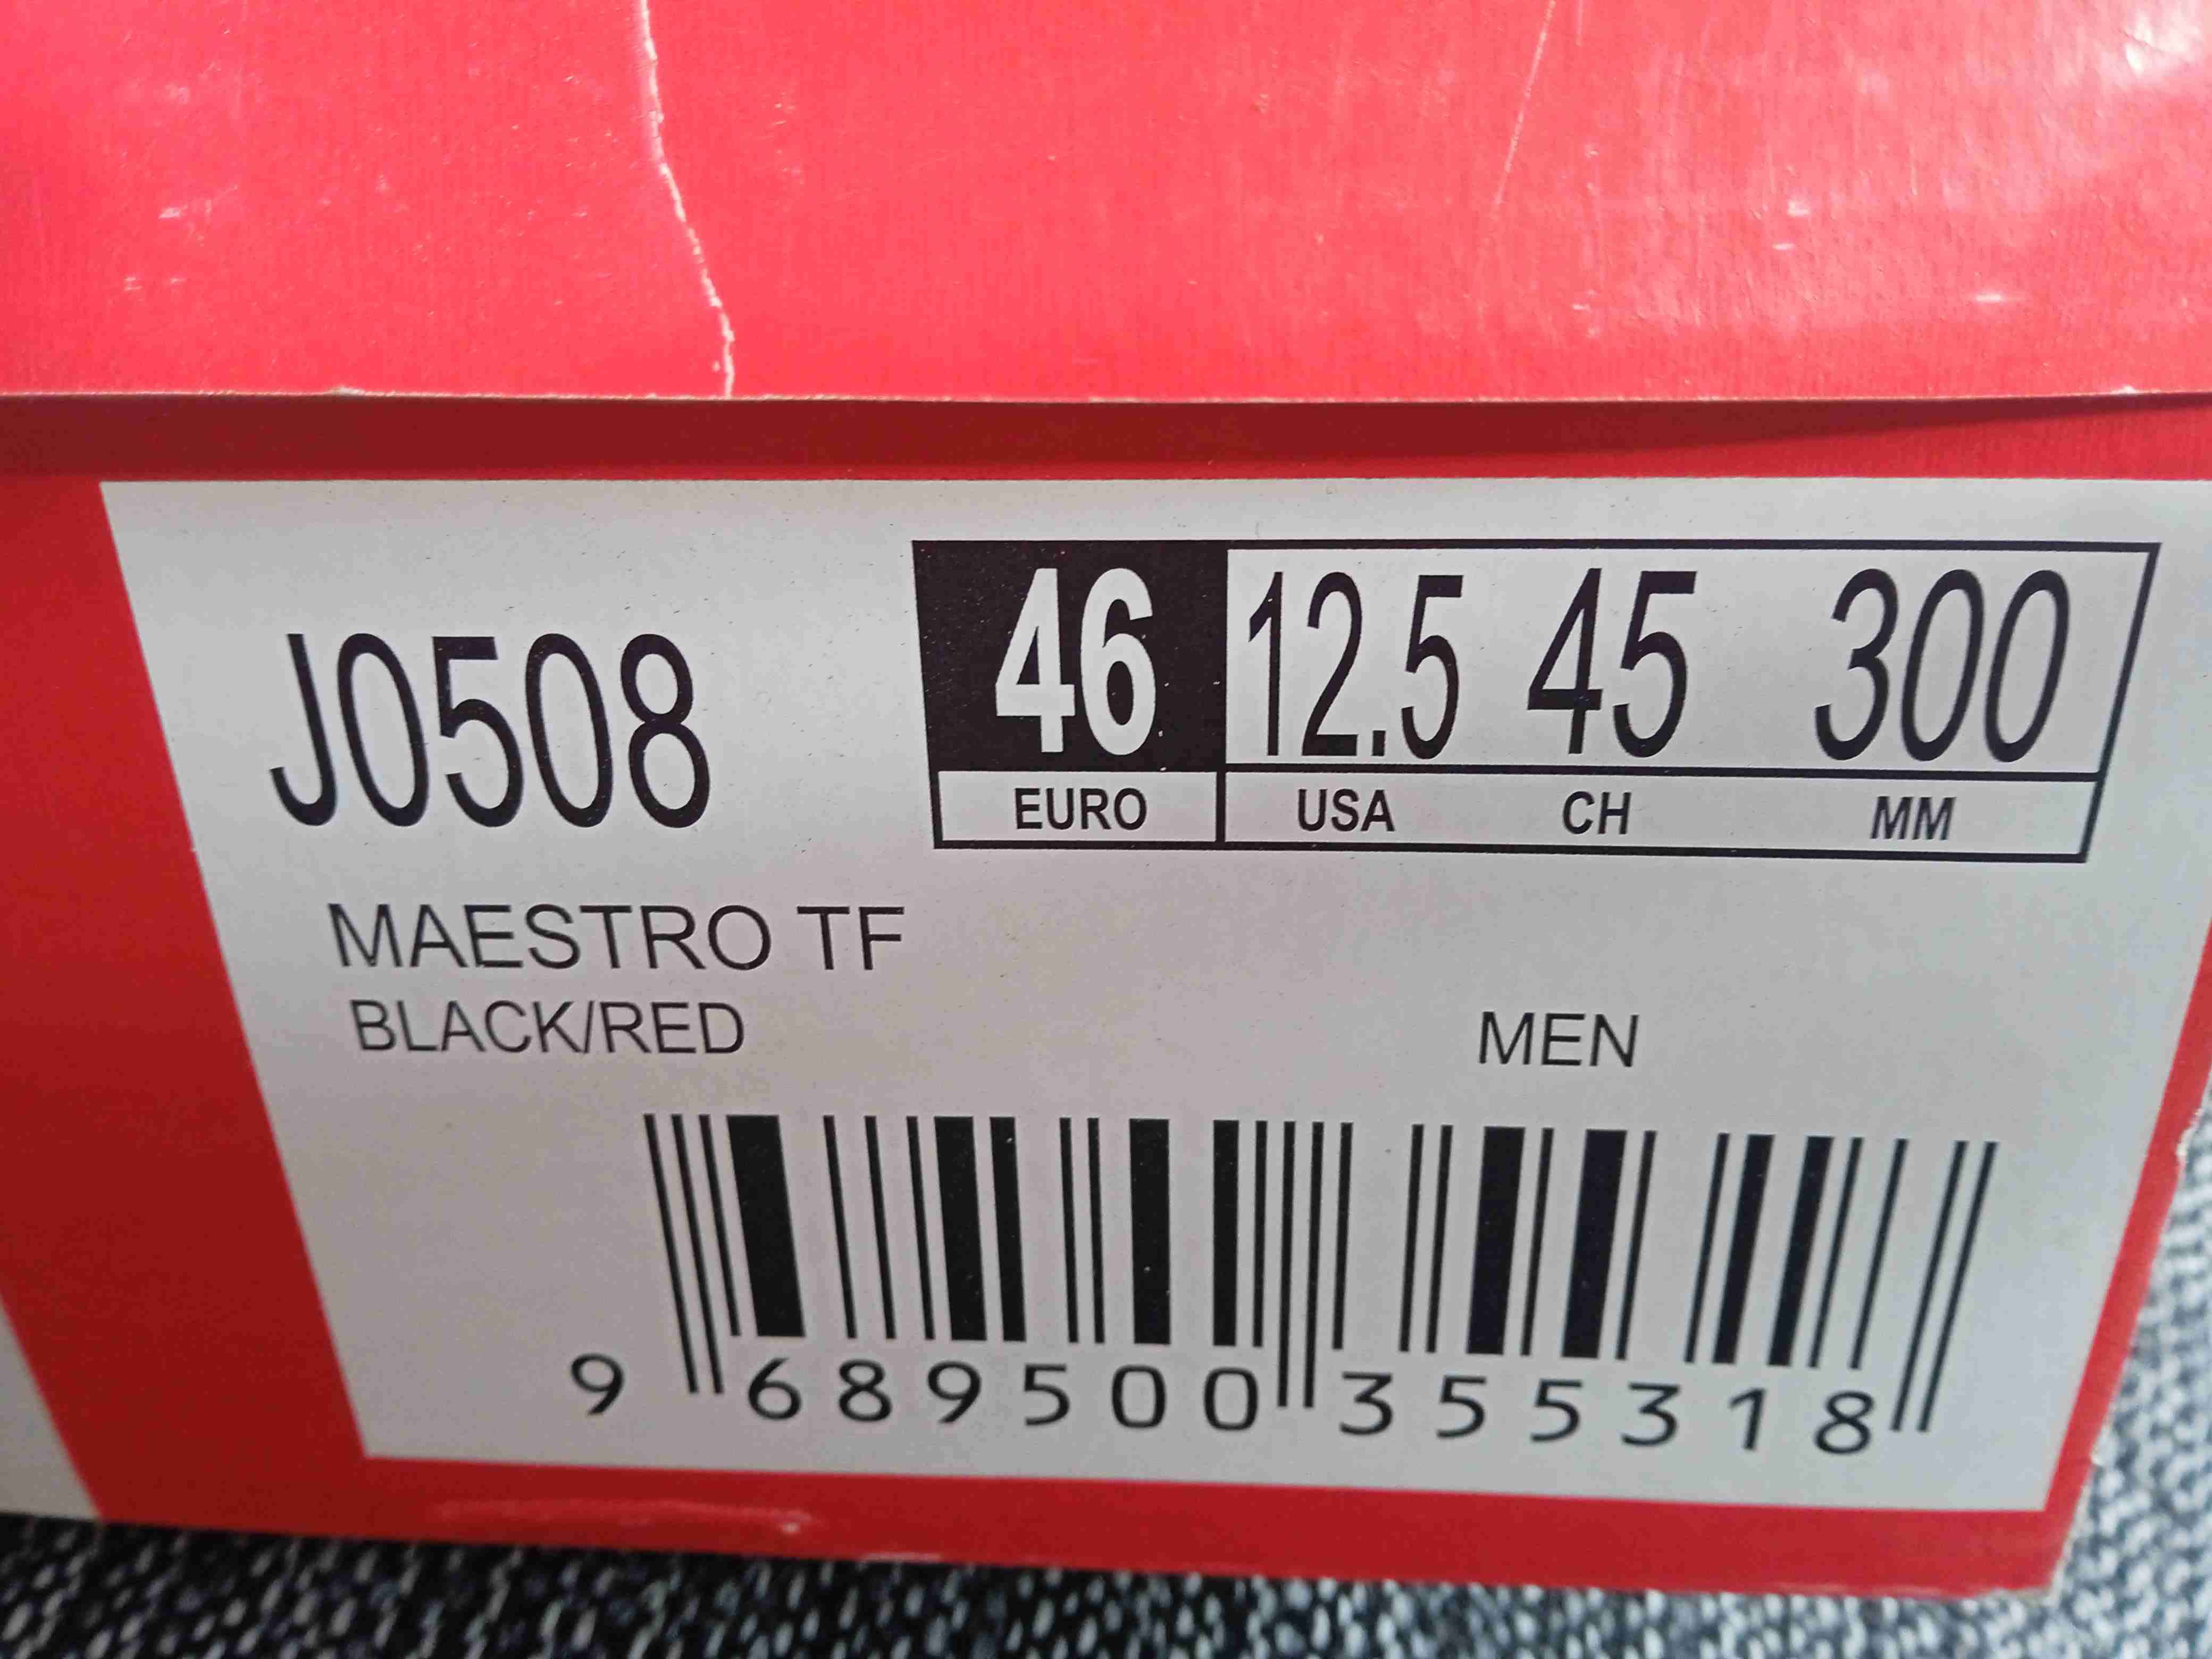 J0508
46 12.5 45 300
EURO USA CH MM
MAESTRO TF
BLACK/RED
MEN
9 689500 355318